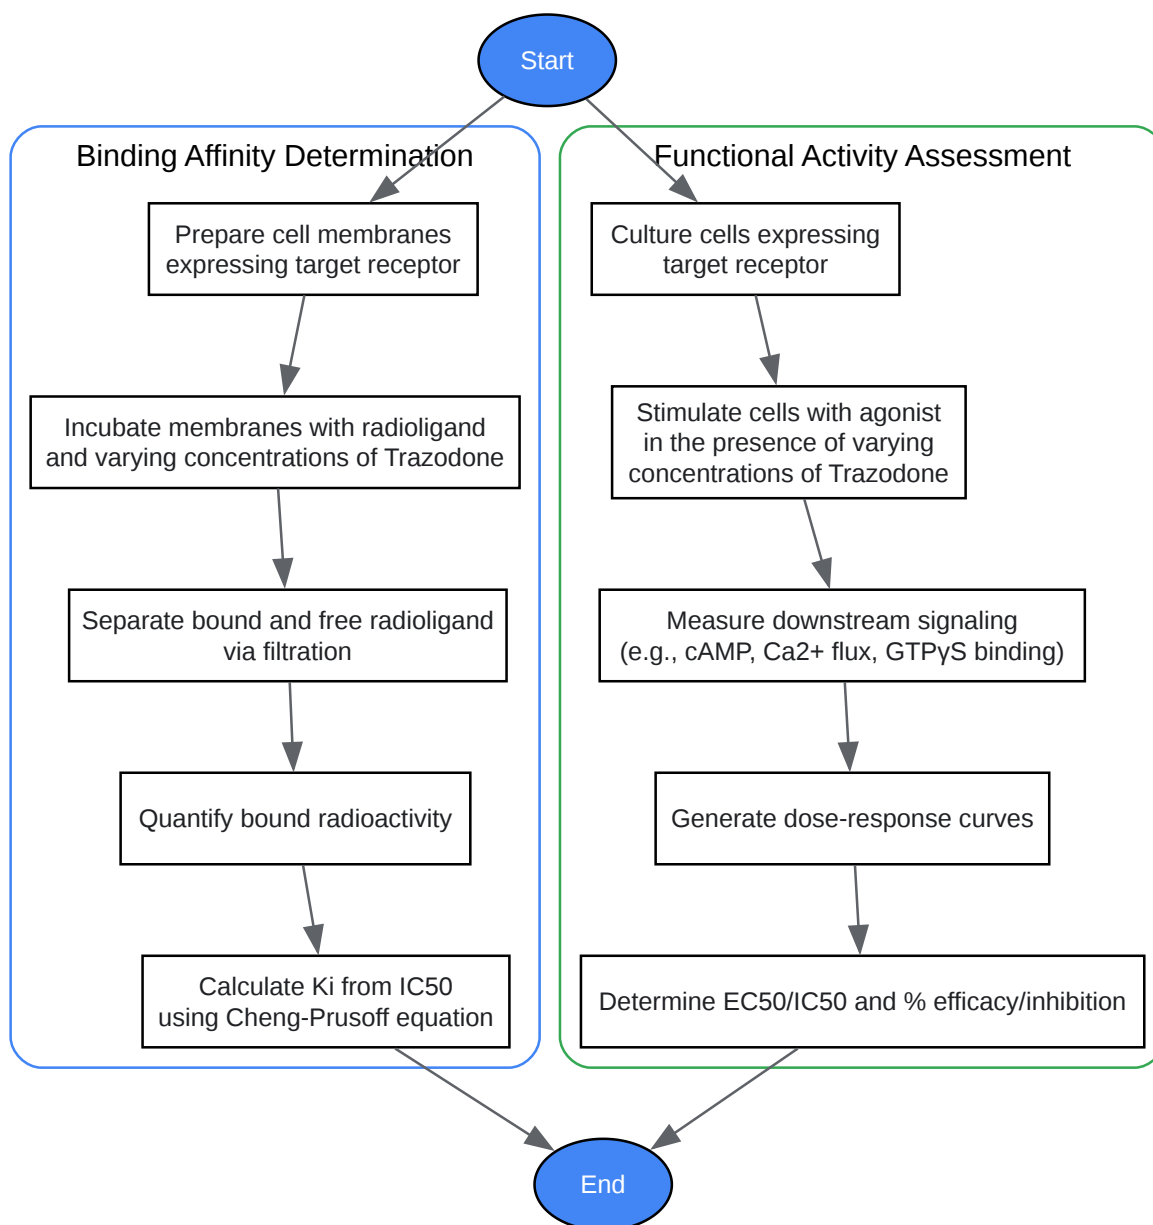 Start
Binding Affinity Determination
Prepare cell membranes
expressing target receptor
Incubate membranes with radioligand
and varying concentrations of Trazodone
Separate bound and free radioligand
via filtration
Quantify bound radioactivity
Calculate Ki from IC50
using Cheng-Prusoff equation
Functional Activity Assessment
Culture cells expressing
target receptor
Stimulate cells with agonist
in the presence of varying
concentrations of Trazodone
Measure downstream signaling
(e.g., cAMP, Ca2+ flux, GTPγS binding)
Generate dose-response curves
Determine EC50/IC50 and % efficacy/inhibition
End